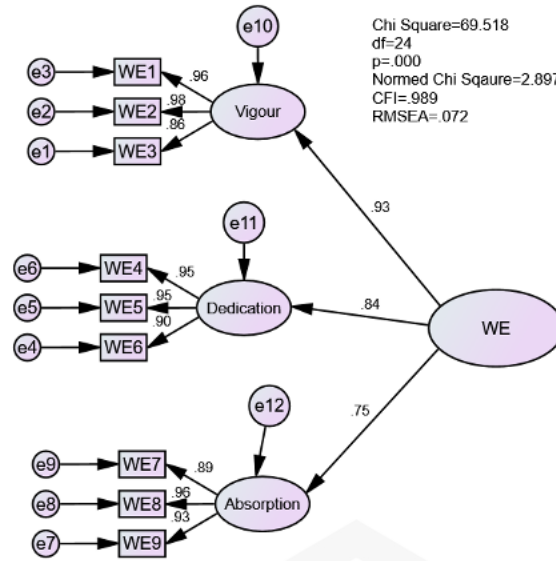 e10
Chi Square=69.518
df=24
p=.000
Normed Chi Sqaure=2.897
CFI=.989
RMSEA=.072
e3 WE1 .96
e2 WE2 .98 Vigour
e1 WE3 .86
.93
e11
e6 WE4 .95
e5 WE5 .95 Dedication .84
e4 WE6 .90
WE
e12 .75
e9 WE7 .89
e8 WE8 .96 Absorption
e7 WE9 .93